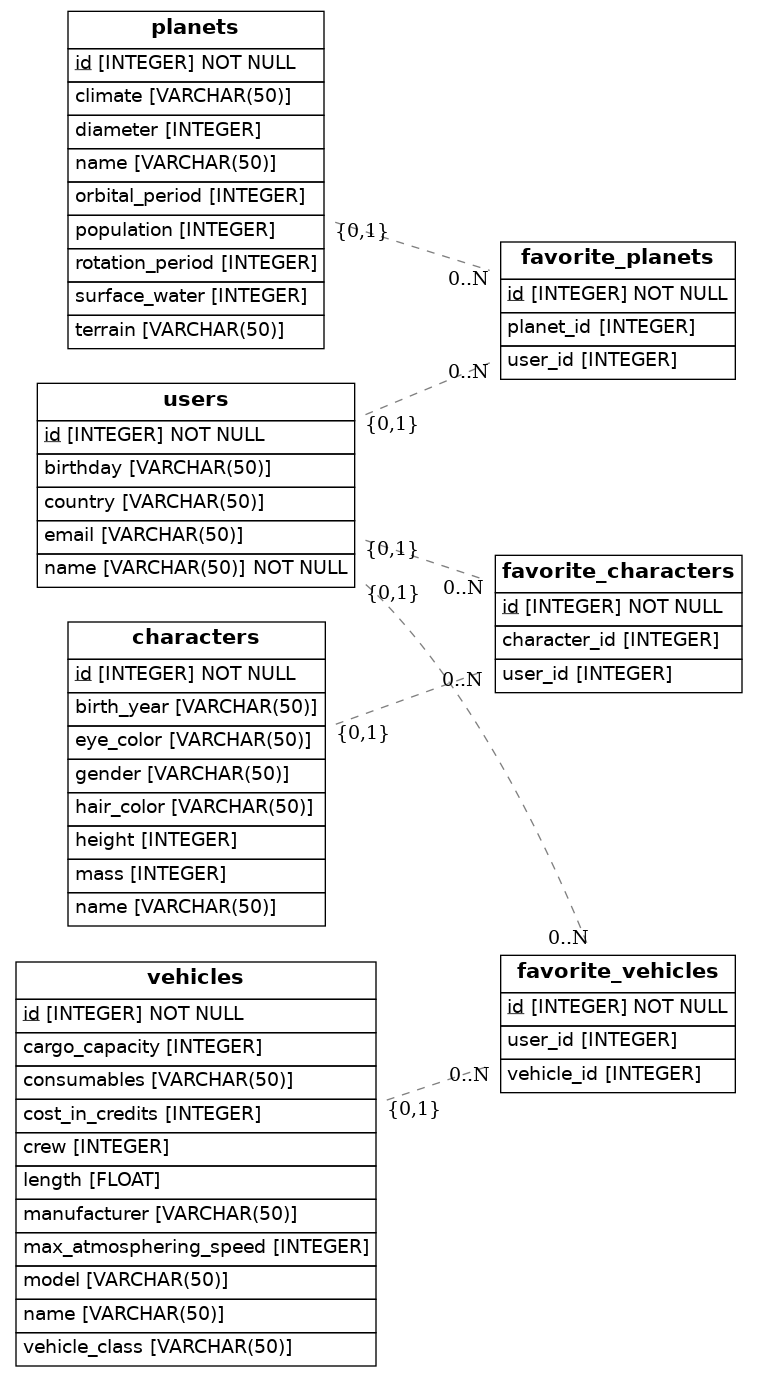 planets
id [INTEGER] NOT NULL
climate [VARCHAR(50)]
diameter [INTEGER]
name [VARCHAR(50)]
orbital_period [INTEGER]
population [INTEGER]
rotation_period [INTEGER]
surface_water [INTEGER]
terrain [VARCHAR(50)]
{0,1}
0..N
favorite_planets
id [INTEGER] NOT NULL
planet_id [INTEGER]
user_id [INTEGER]
0..N
{0,1}
users
id [INTEGER] NOT NULL
birthday [VARCHAR(50)]
country [VARCHAR(50)]
email [VARCHAR(50)]
name [VARCHAR(50)] NOT NULL
{0,1}
0..N
{0,1}
favorite_characters
id [INTEGER] NOT NULL
character_id [INTEGER]
user_id [INTEGER]
0..N
{0,1}
characters
id [INTEGER] NOT NULL
birth_year [VARCHAR(50)]
eye_color [VARCHAR(50)]
gender [VARCHAR(50)]
hair_color [VARCHAR(50)]
height [INTEGER]
mass [INTEGER]
name [VARCHAR(50)]
0..N
favorite_vehicles
id [INTEGER] NOT NULL
user_id [INTEGER]
vehicle_id [INTEGER]
0..N
{0,1}
vehicles
id [INTEGER] NOT NULL
cargo_capacity [INTEGER]
consumables [VARCHAR(50)]
cost_in_credits [INTEGER]
crew [INTEGER]
length [FLOAT]
manufacturer [VARCHAR(50)]
max_atmosphering_speed [INTEGER]
model [VARCHAR(50)]
name [VARCHAR(50)]
vehicle_class [VARCHAR(50)]